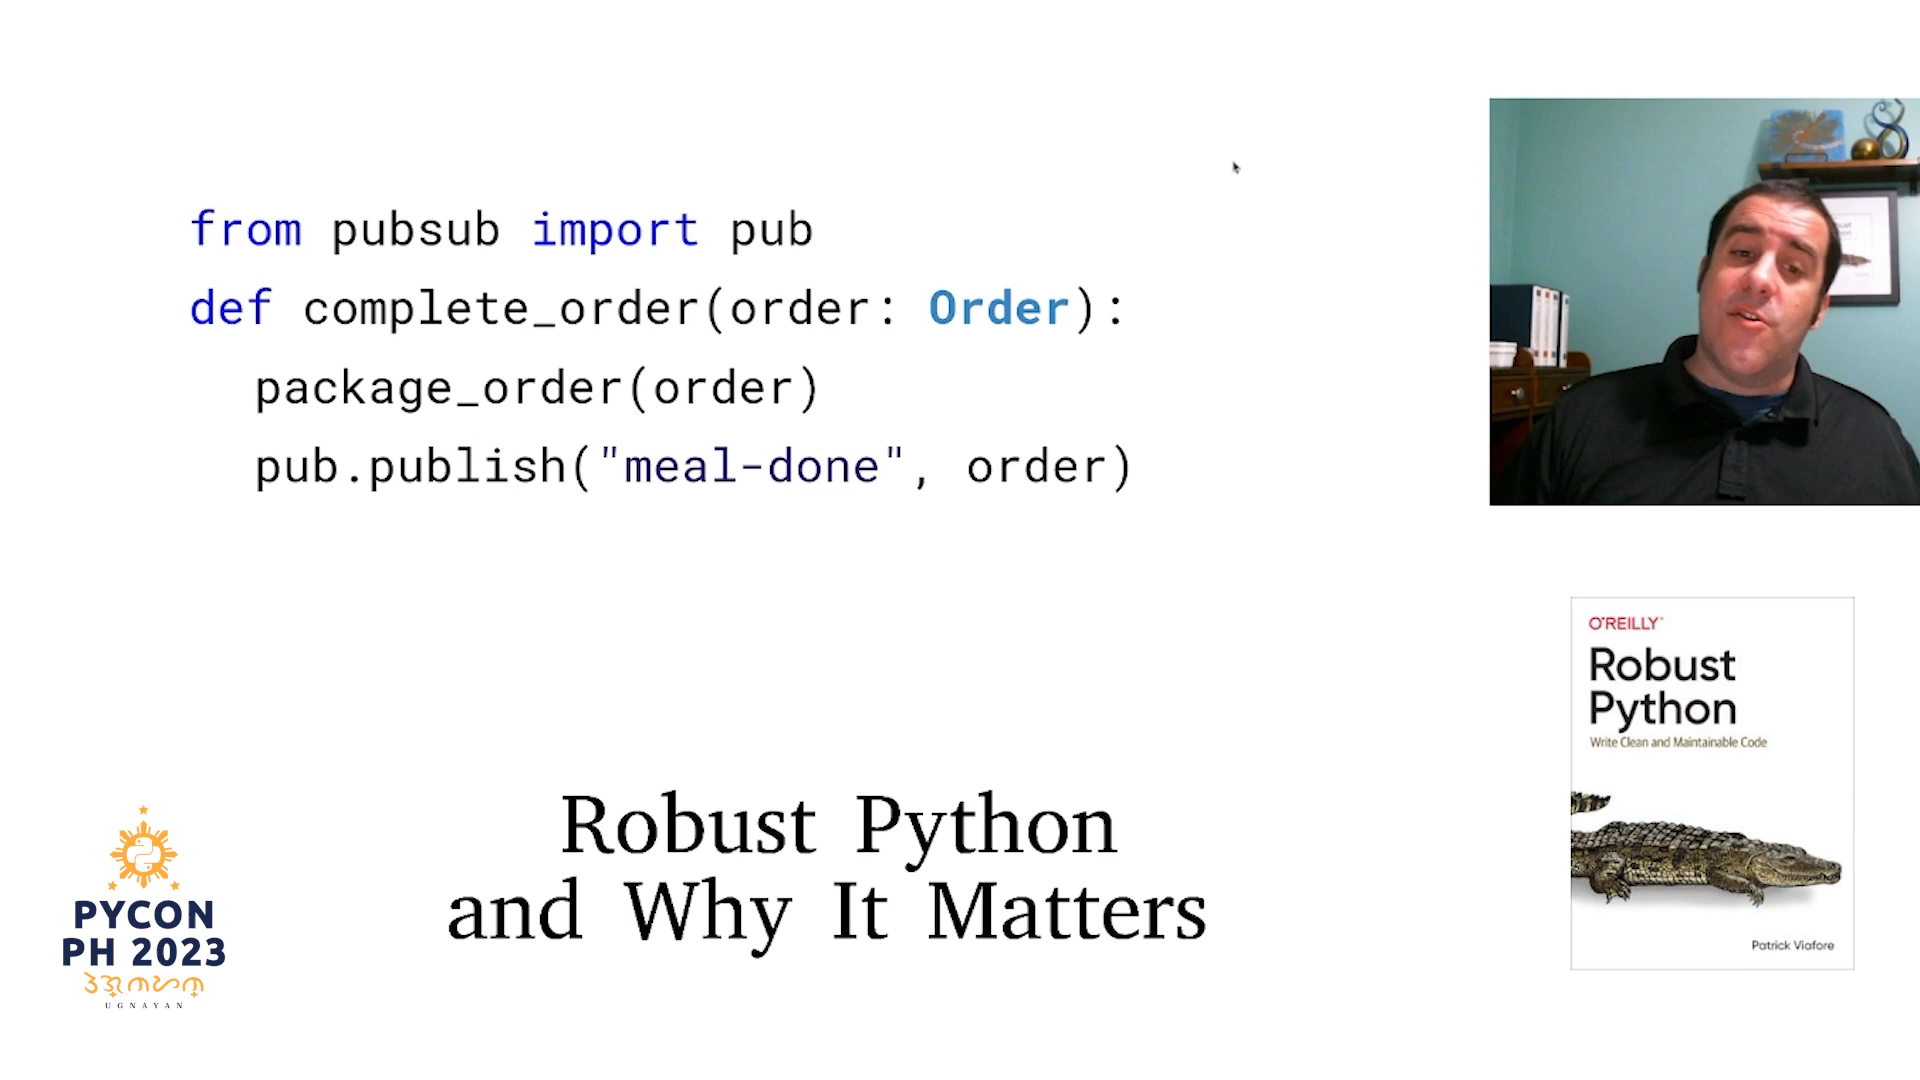 from pubsub import pub
def complete_order(order: Order):
package_order(order)
pub.publish("meal-done", order)
O'REILLY®
Robust
Python
Write Clean and Maintainable Code
Patrick Viafore
Robust Python
and Why It Matters
PYCON
PH 2023
UGNAYAN